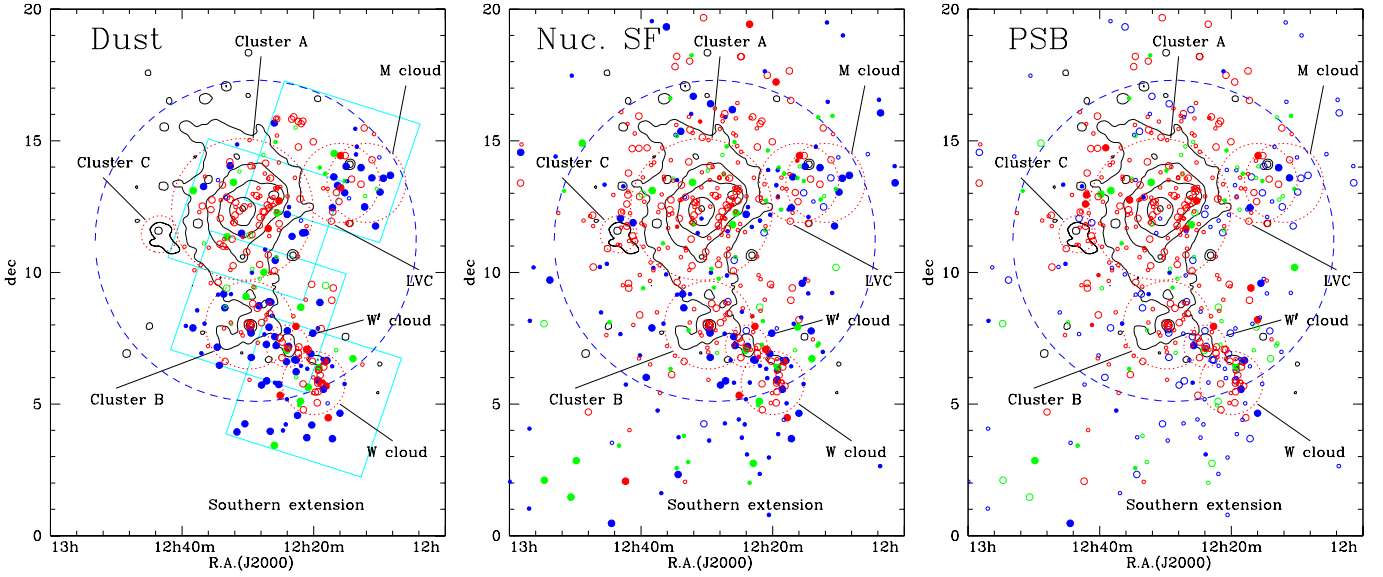 Dust
Cluster A
M cloud
Cluster C
LVC
W' cloud
Cluster B
W cloud
Southern extension
20
15
10
5
0
dec
13h
12h40m
12h20m
12h
R.A.(J2000)
Nuc. SF
Cluster A
M cloud
Cluster C
LVC
W' cloud
Cluster B
W cloud
Southern extension
20
15
10
5
0
dec
13h
12h40m
12h20m
12h
R.A.(J2000)
PSB
Cluster A
M cloud
Cluster C
LVC
W' cloud
Cluster B
W cloud
Southern extension
20
15
10
5
0
dec
13h
12h40m
12h20m
12h
R.A.(J2000)